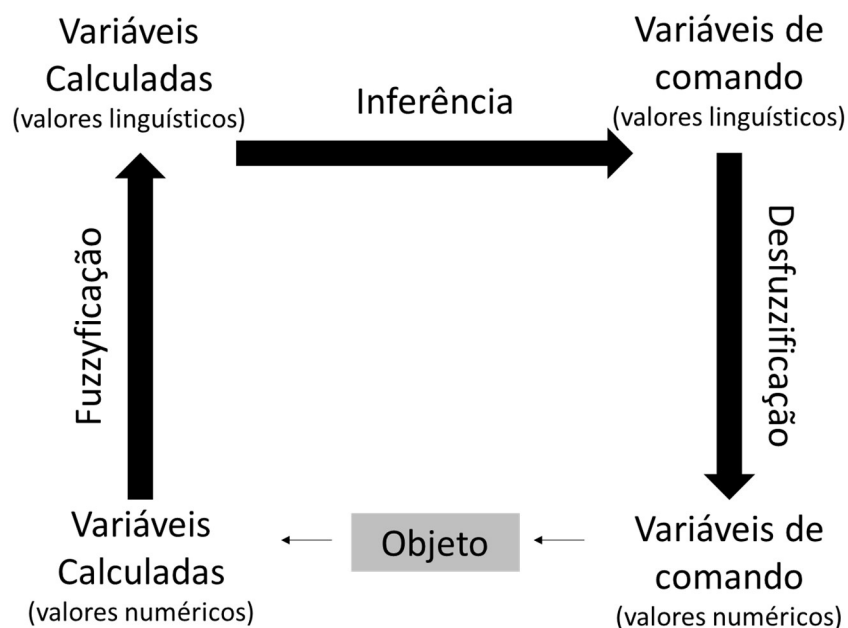 Variáveis
Calculadas
(valores linguísticos)
Inferência
Variáveis de
comando
(valores linguísticos)
Fuzzyficação
Desfuzzificação
Variáveis
Calculadas
(valores numéricos)
Objeto
Variáveis de
comando
(valores numéricos)